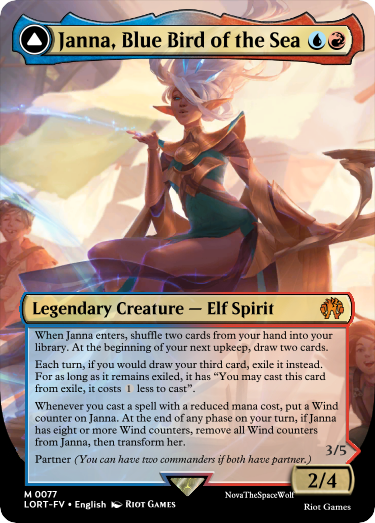 Janna, Blue Bird of the Sea
Legendary Creature — Elf Spirit
When Janna enters, shuffle two cards from your hand into your
library. At the beginning of your next upkeep, draw two cards.
Each turn, if you would draw your third card, exile it instead.
For as long as it remains exiled, it has “You may cast this card
from exile, it costs 1 less to cast”.
Whenever you cast a spell with a reduced mana cost, put a Wind
counter on Janna. At the end of any phase on your turn, if Janna
has eight or more Wind counters, remove all Wind counters
from Janna, then transform her.
Partner (You can have two commanders if both have partner.)
3/5
2/4
M 0077
LORT-FV • English Riot Games
NovaTheSpaceWolf
Riot Games